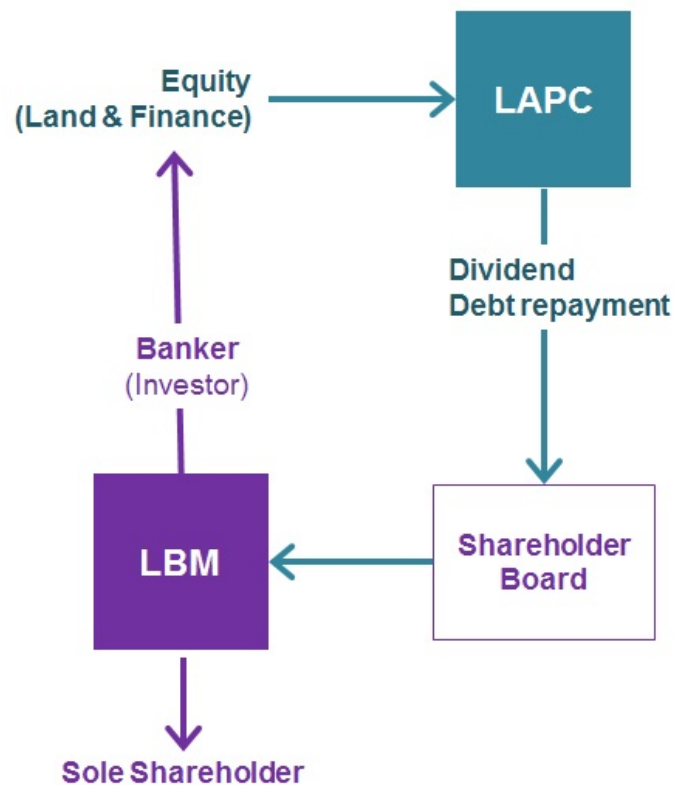 Equity
(Land & Finance)
LAPC
Dividend
Debt repayment
Banker
(Investor)
LBM
Shareholder
Board
Sole Shareholder